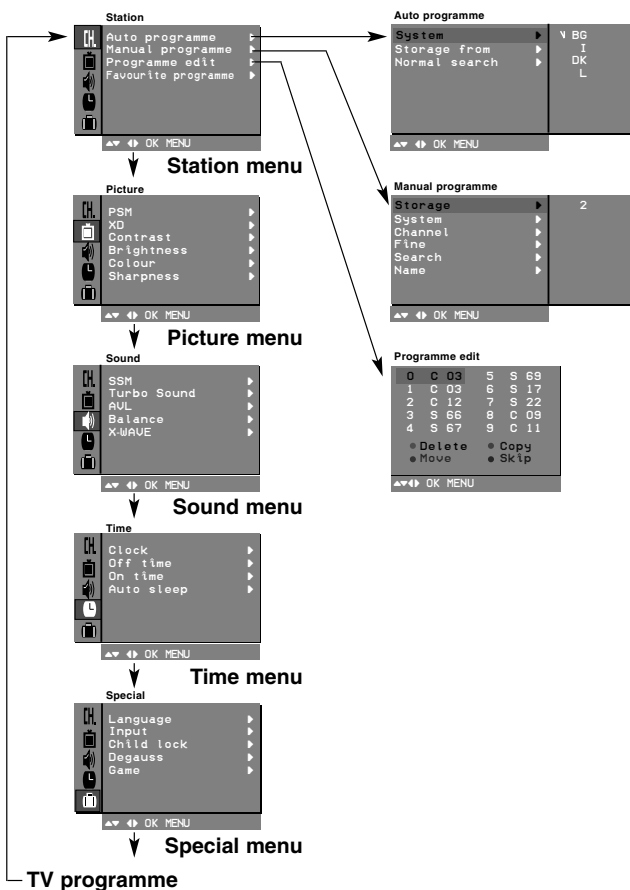 Station
CH.
Auto programme
Manual programme
Programme edit
Favourite programme
OK MENU
Station menu
Picture
CH.
PSM
XD
Contrast
Brightness
Colour
Sharpness
OK MENU
Picture menu
Sound
CH.
SSM
Turbo Sound
AVL
Balance
X-WAVE
OK MENU
Sound menu
Time
CH.
Clock
Off time
On time
Auto sleep
OK MENU
Time menu
Special
CH.
Language
Input
Child lock
Degauss
Game
OK MENU
Special menu
TV programme
Auto programme
System BG
Storage from I
Normal search DK
L
OK MENU
Manual programme
Storage 2
System
Channel
Fine
Search
Name
OK MENU
Programme edit
0 C 03 5 S 69
1 C 03 6 S 17
2 C 12 7 S 22
3 S 66 8 C 09
4 S 67 9 C 11
Delete Copy
Move Skip
OK MENU